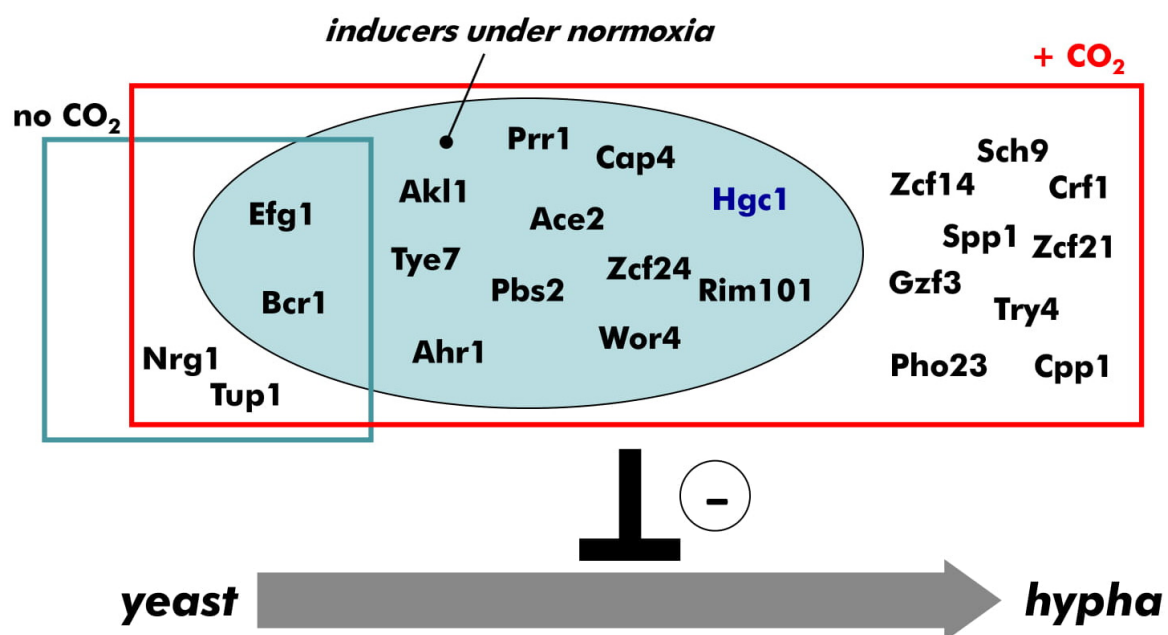 inducers under normoxia
+ CO₂
no CO₂
Prr1
Cap4
Sch9
Akl1
Hgc1
Zcf14
Crf1
Efg1
Ace2
Spp1
Zcf21
Tye7
Zcf24
Gzf3
Bcr1
Pbs2
Rim101
Try4
Nrg1
Ahr1
Wor4
Pho23
Cpp1
Tup1
–
yeast
hypha